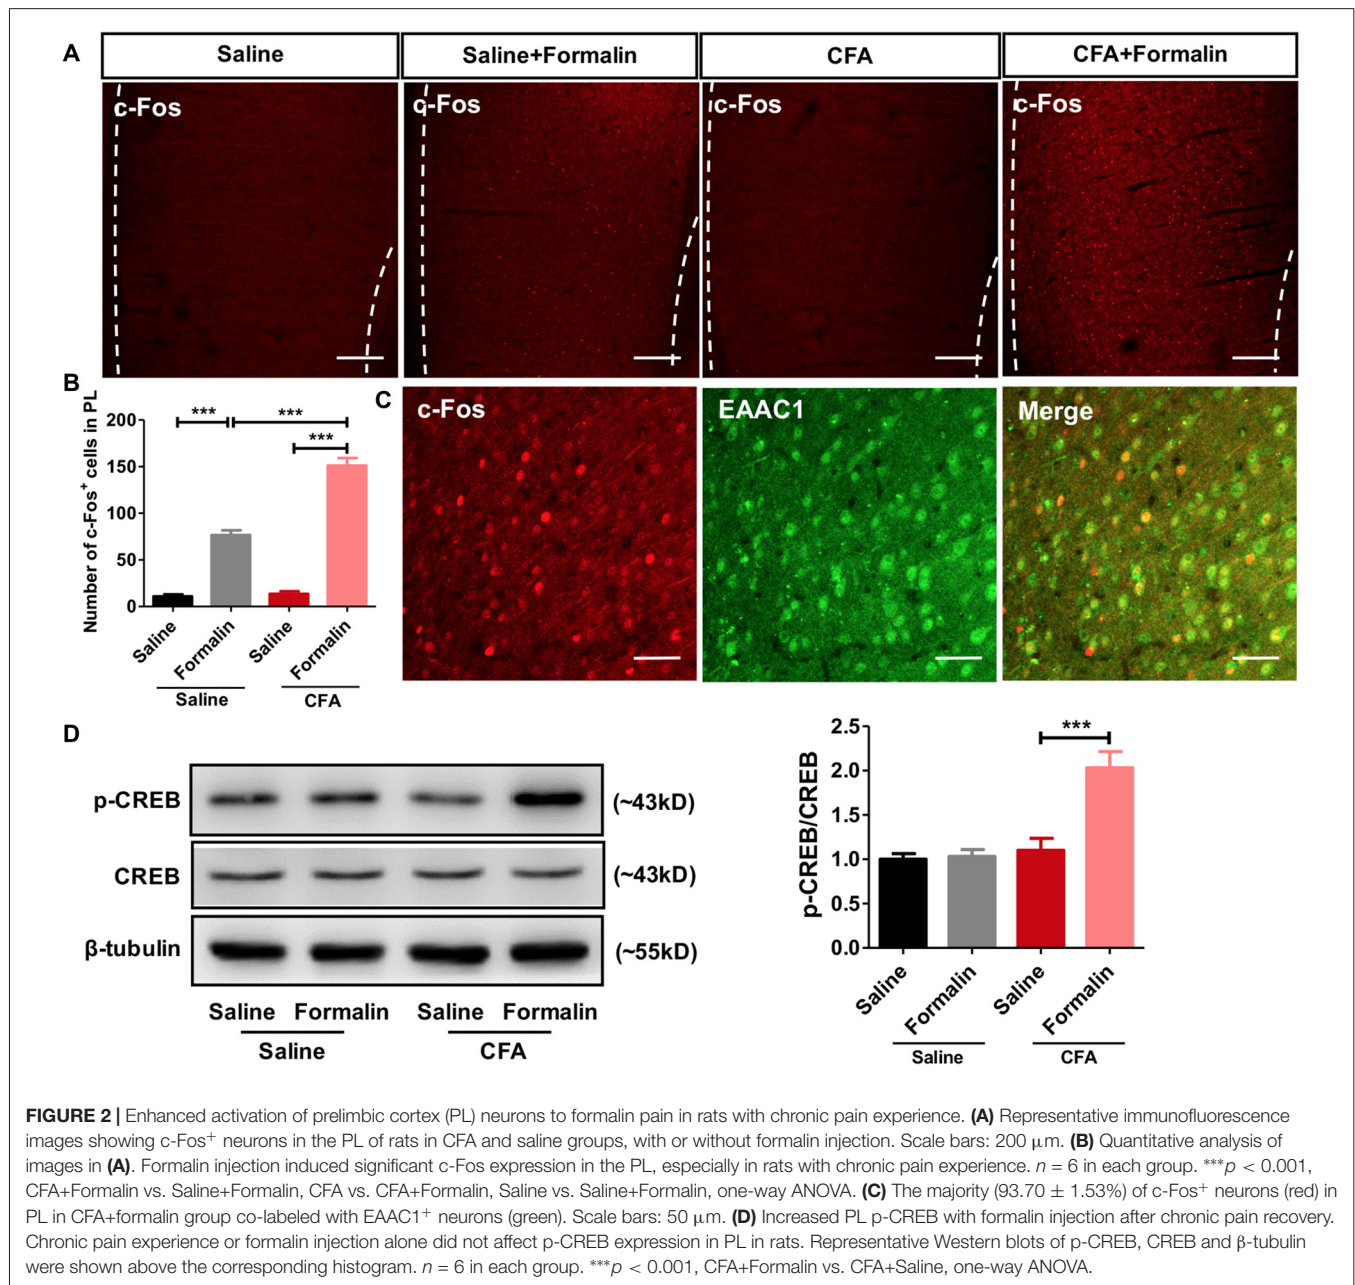 A
Saline
Saline+Formalin
CFA
CFA+Formalin
c-Fos
c-Fos
c-Fos
c-Fos
B
Number of c-Fos⁺ cells in PL
200
150
100
50
0
***
***
***
Saline
Formalin
Saline
Formalin
Saline
CFA
C
c-Fos
EAAC1
Merge
D
p-CREB
(~43kD)
CREB
(~43kD)
β-tubulin
(~55kD)
Saline Formalin Saline Formalin
Saline CFA
p-CREB/CREB
2.5
2.0
1.5
1.0
0.5
0.0
***
Saline
Formalin
Saline
Formalin
Saline
CFA
FIGURE 2 | Enhanced activation of prelimbic cortex (PL) neurons to formalin pain in rats with chronic pain experience. (A) Representative immunofluorescence
images showing c-Fos⁺ neurons in the PL of rats in CFA and saline groups, with or without formalin injection. Scale bars: 200 μm. (B) Quantitative analysis of
images in (A). Formalin injection induced significant c-Fos expression in the PL, especially in rats with chronic pain experience. n = 6 in each group. ***p < 0.001,
CFA+Formalin vs. Saline+Formalin, CFA vs. CFA+Formalin, Saline vs. Saline+Formalin, one-way ANOVA. (C) The majority (93.70 ± 1.53%) of c-Fos⁺ neurons (red) in
PL in CFA+formalin group co-labeled with EAAC1⁺ neurons (green). Scale bars: 50 μm. (D) Increased PL p-CREB with formalin injection after chronic pain recovery.
Chronic pain experience or formalin injection alone did not affect p-CREB expression in PL in rats. Representative Western blots of p-CREB, CREB and β-tubulin
were shown above the corresponding histogram. n = 6 in each group. ***p < 0.001, CFA+Formalin vs. CFA+Saline, one-way ANOVA.